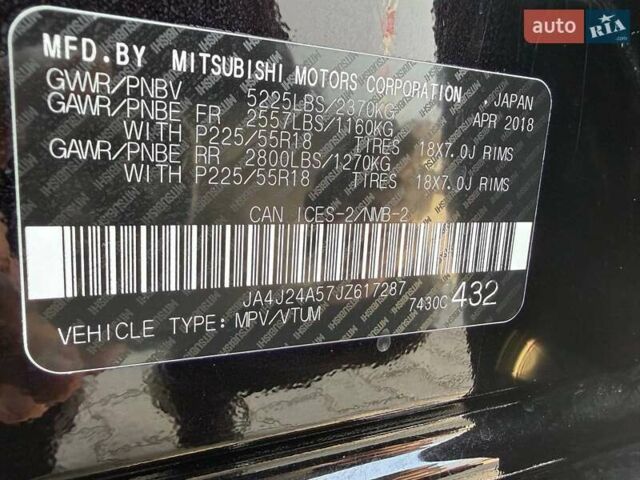 auto RIA.com
MFD.BY MITSUBISHI MOTORS CORPORATION, JAPAN
GVWR/PNBV 5225LBS/2370KG APR 2018
GAWR/PNBE FR 2557LBS/1160KG
WITH P225/55R18 TIRES 18X7.0J RIMS
GAWR/PNBE RR 2800LBS/1270KG
WITH P225/55R18 TIRES 18X7.0J RIMS
CAN ICES-2/NMB-2
JA4J24A57JZ617287
7430C 432
VEHICLE TYPE: MPV/VTUM